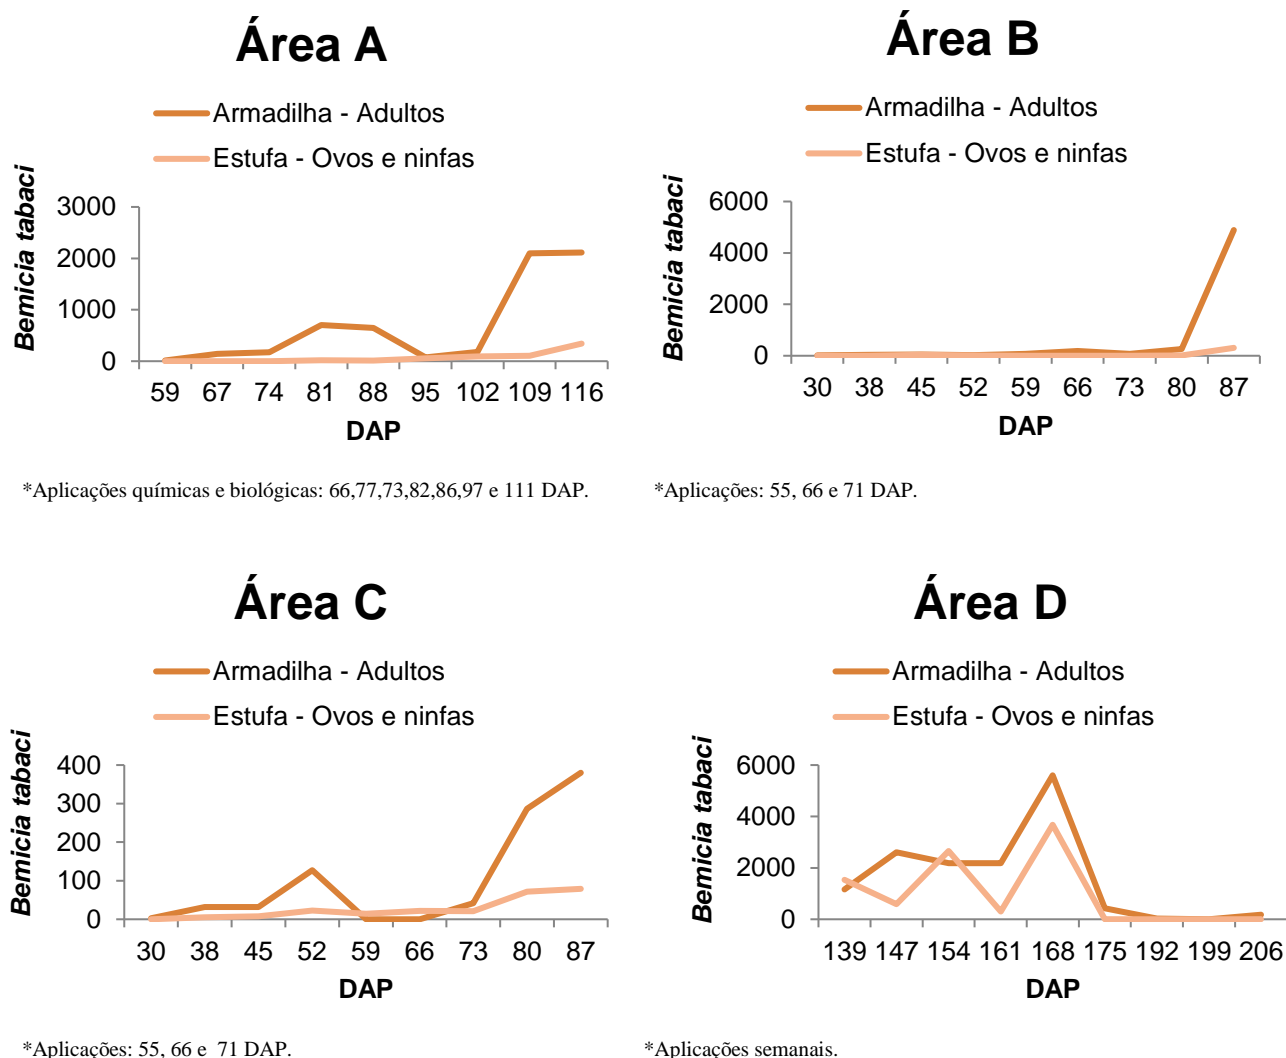 Área A
Armadilha - Adultos
Estufa - Ovos e ninfas
Bemicia tabaci
3000
2000
1000
0
59 67 74 81 88 95 102 109 116
DAP
*Aplicações químicas e biológicas: 66,77,73,82,86,97 e 111 DAP.
Área B
Armadilha - Adultos
Estufa - Ovos e ninfas
Bemicia tabaci
6000
4000
2000
0
30 38 45 52 59 66 73 80 87
DAP
*Aplicações: 55, 66 e 71 DAP.
Área C
Armadilha - Adultos
Estufa - Ovos e ninfas
Bemicia tabaci
400
300
200
100
0
30 38 45 52 59 66 73 80 87
DAP
*Aplicações: 55, 66 e 71 DAP.
Área D
Armadilha - Adultos
Estufa - Ovos e ninfas
Bemicia tabaci
6000
4000
2000
0
139 147 154 161 168 175 192 199 206
DAP
*Aplicações semanais.